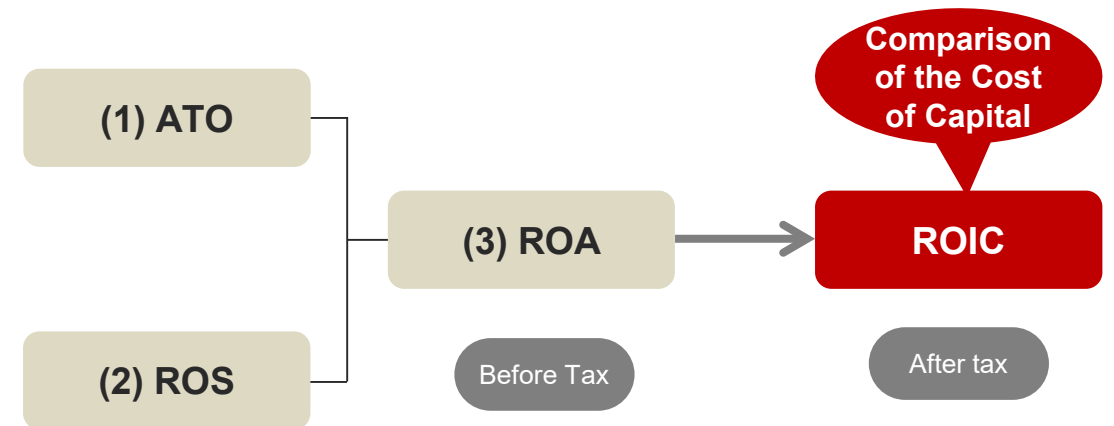 Comparison
of the Cost
of Capital
(1) ATO
(3) ROA
ROIC
(2) ROS
Before Tax
After tax